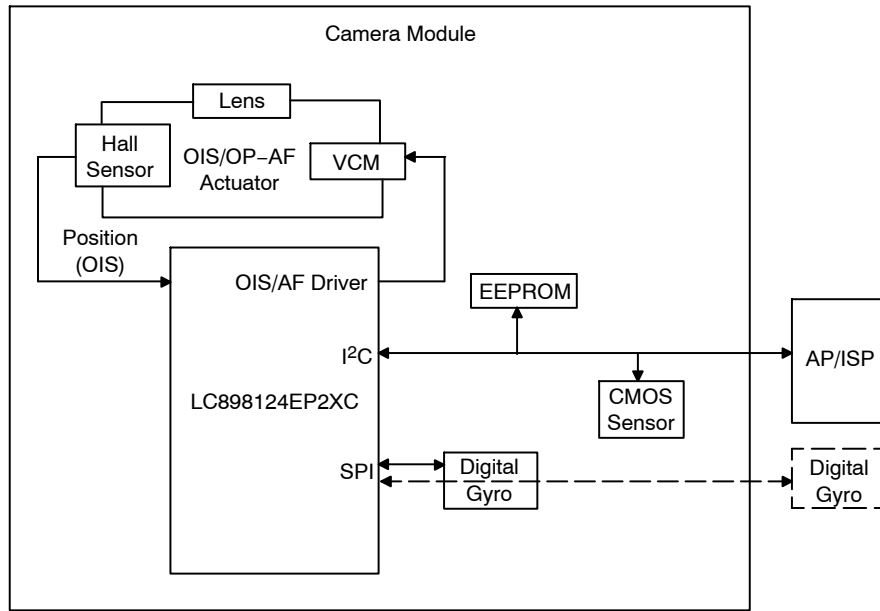 Camera Module
Lens
Hall
Sensor
OIS/OP−AF
Actuator
VCM
Position
(OIS)
OIS/AF Driver
EEPROM
I²C
AP/ISP
LC898124EP2XC
CMOS
Sensor
SPI
Digital
Gyro
Digital
Gyro